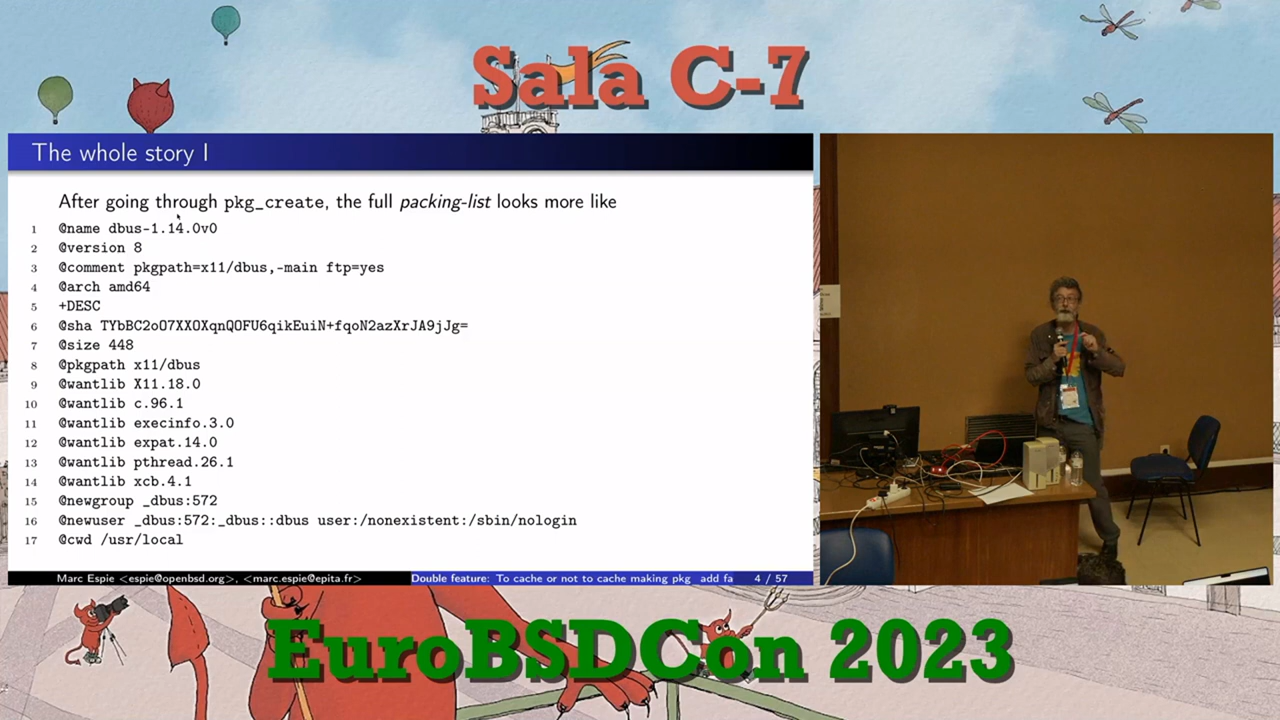 Sala C-7
The whole story I
After going through pkg_create, the full packing-list looks more like
1 @name dbus-1.14.0v0
2 @version 8
3 @comment pkgpath=x11/dbus,-main ftp=yes
4 @arch amd64
5 +DESC
6 @sha TYbBC2oO7XXOXqnQOFU6qikEuiN+fqoN2azXrJA9jJg=
7 @size 448
8 @pkgpath x11/dbus
9 @wantlib X11.18.0
10 @wantlib c.96.1
11 @wantlib execinfo.3.0
12 @wantlib expat.14.0
13 @wantlib pthread.26.1
14 @wantlib xcb.4.1
15 @newgroup _dbus:572
16 @newuser _dbus:572:_dbus::dbus user:/nonexistent:/sbin/nologin
17 @cwd /usr/local
Marc Espie <espie@openbsd.org>, <marc.espie@epita.fr> Double feature: To cache or not to cache making pkg_add fa 4 / 57
EuroBSDCon 2023